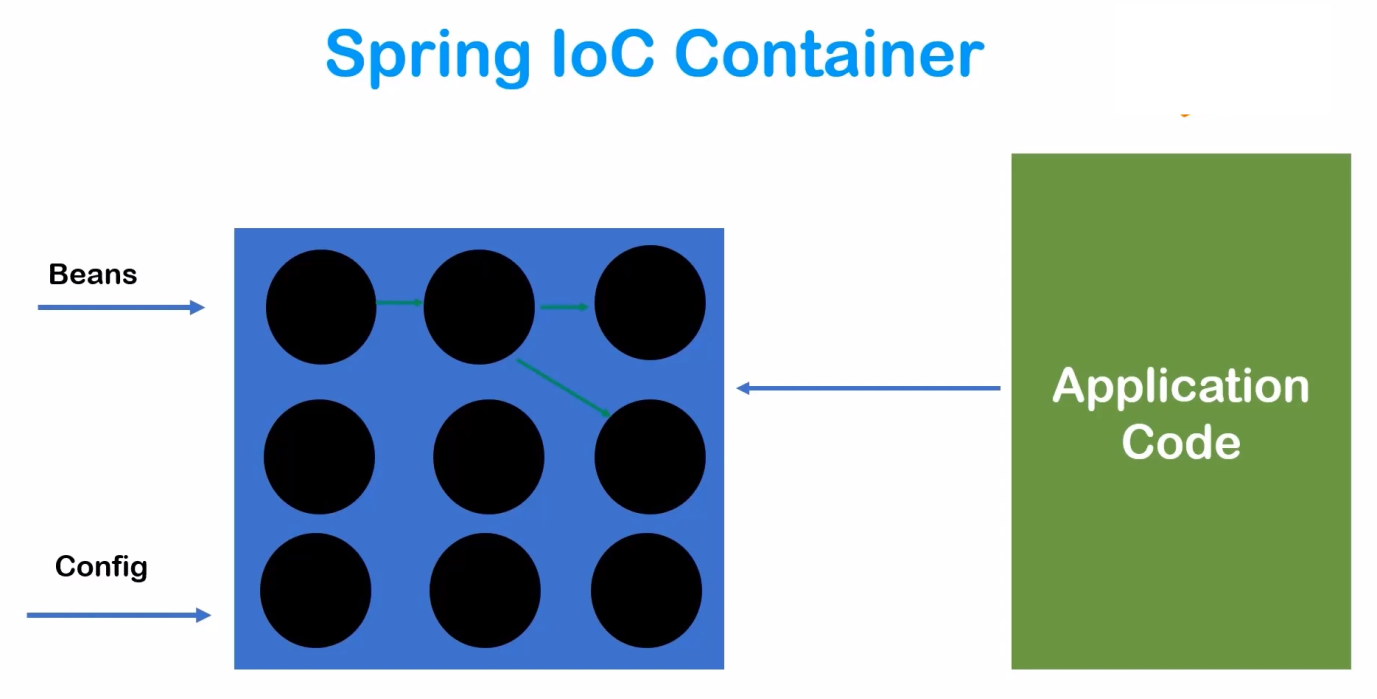 Spring IoC Container
Beans
Config
Application
Code